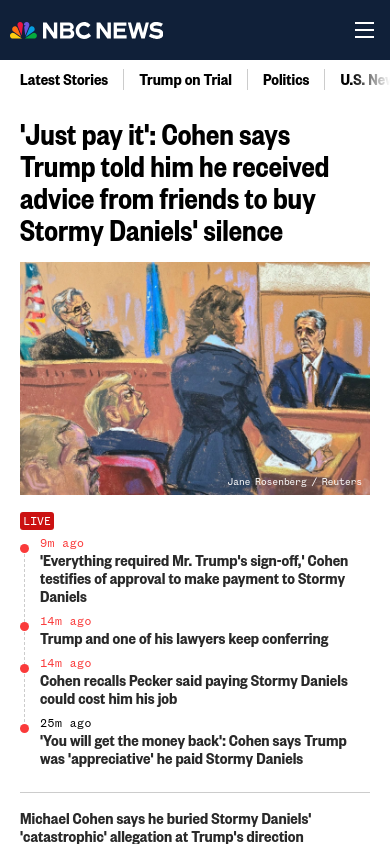 NBC NEWS
Latest Stories
Trump on Trial
Politics
U.S. New
'Just pay it': Cohen says
Trump told him he received
advice from friends to buy
Stormy Daniels' silence
Jane Rosenberg / Reuters
LIVE
9m ago
'Everything required Mr. Trump's sign-off,' Cohen
testifies of approval to make payment to Stormy
Daniels
14m ago
Trump and one of his lawyers keep conferring
14m ago
Cohen recalls Pecker said paying Stormy Daniels
could cost him his job
25m ago
'You will get the money back': Cohen says Trump
was 'appreciative' he paid Stormy Daniels
Michael Cohen says he buried Stormy Daniels'
'catastrophic' allegation at Trump's direction